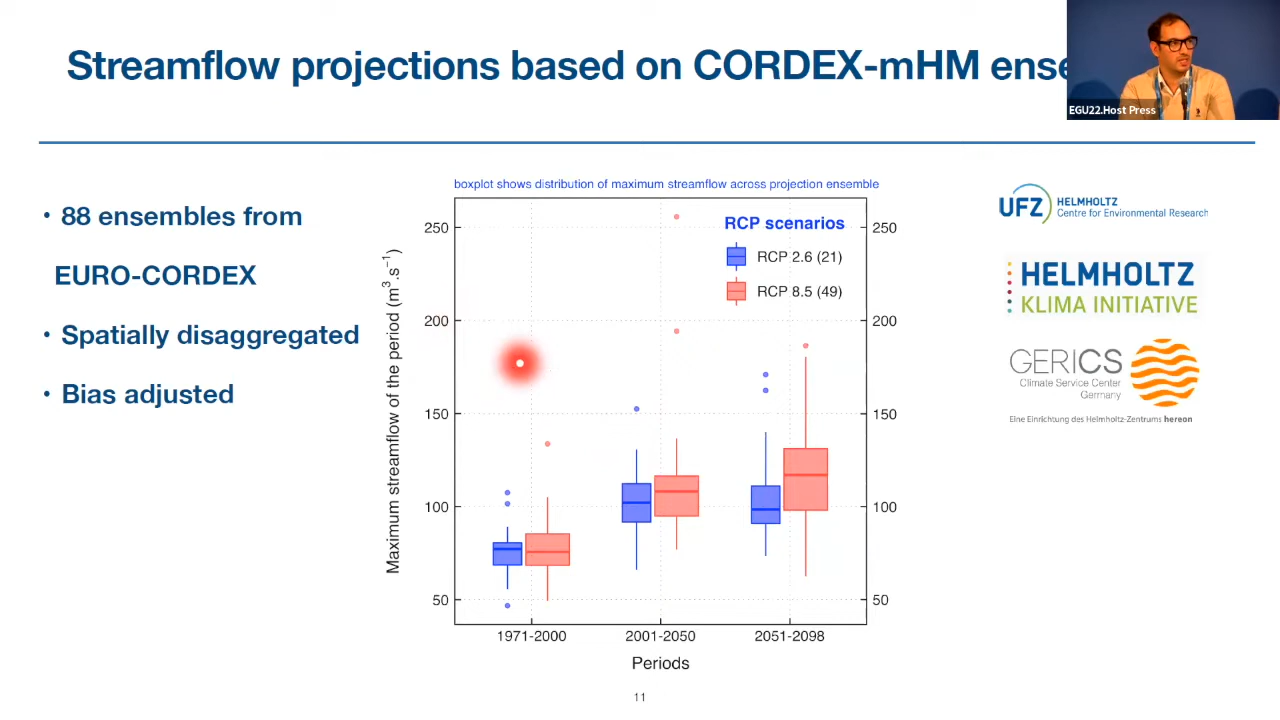 Streamflow projections based on CORDEX-mHM ense
EGU22.Host Press
• 88 ensembles from
EURO-CORDEX
• Spatially disaggregated
• Bias adjusted
boxplot shows distribution of maximum streamflow across projection ensemble
RCP scenarios
RCP 2.6 (21)
RCP 8.5 (49)
Maximum streamflow of the period (m³.s⁻¹)
250
200
150
100
50
250
200
150
100
50
1971-2000 2001-2050 2051-2098
Periods
UFZ HELMHOLTZ
Centre for Environmental Research
HELMHOLTZ
KLIMA INITIATIVE
GERICS
Climate Service Center
Germany
Eine Einrichtung des Helmholtz-Zentrums hereon
11